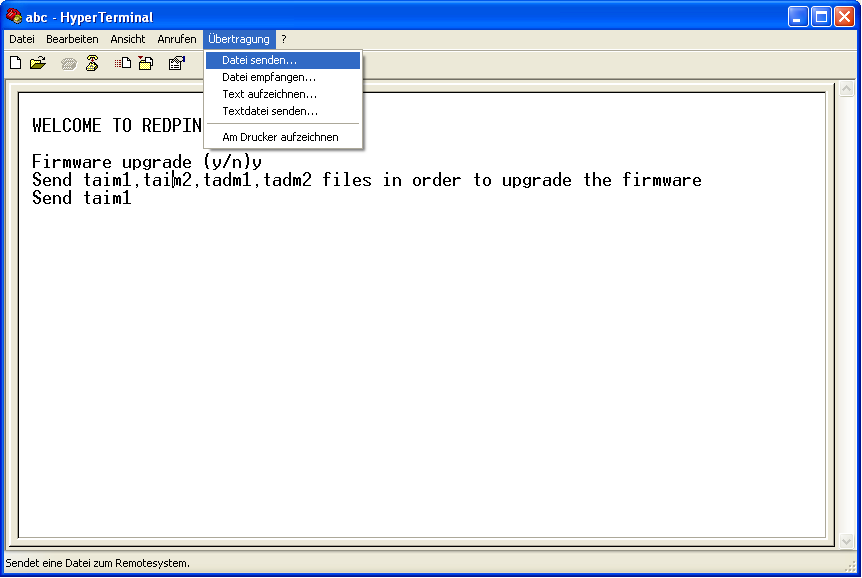 abc - HyperTerminal
Datei Bearbeiten Ansicht Anrufen Übertragung ?
Datei senden...
Datei empfangen...
Text aufzeichnen...
Textdatei senden...
Am Drucker aufzeichnen
WELCOME TO REDPIN
Firmware upgrade (y/n)y
Send taim1,taim2,tadm1,tadm2 files in order to upgrade the firmware
Send taim1
Sendet eine Datei zum Remotesystem.